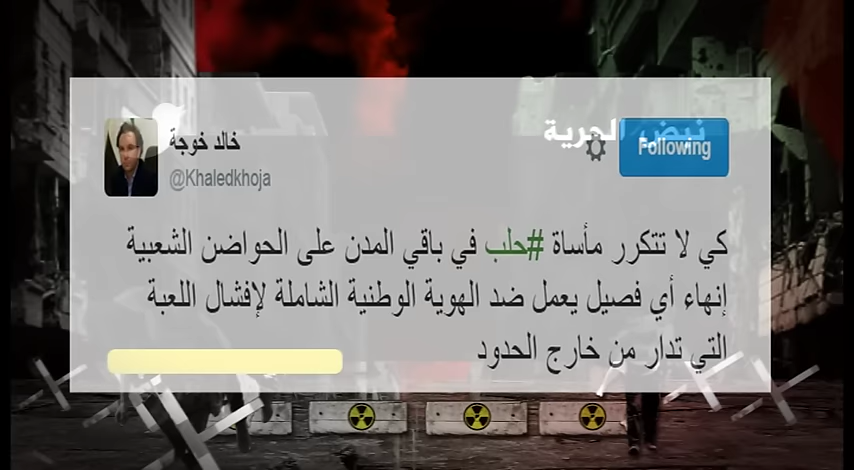 نبض الحرية
خالد خوجة
Following
@Khaledkhoja
كي لا تتكرر مأساة #حلب في باقي المدن على الحواضن الشعبية
إنهاء أي فصيل يعمل ضد الهوية الوطنية الشاملة لإفشال اللعبة
التي تدار من خارج الحدود